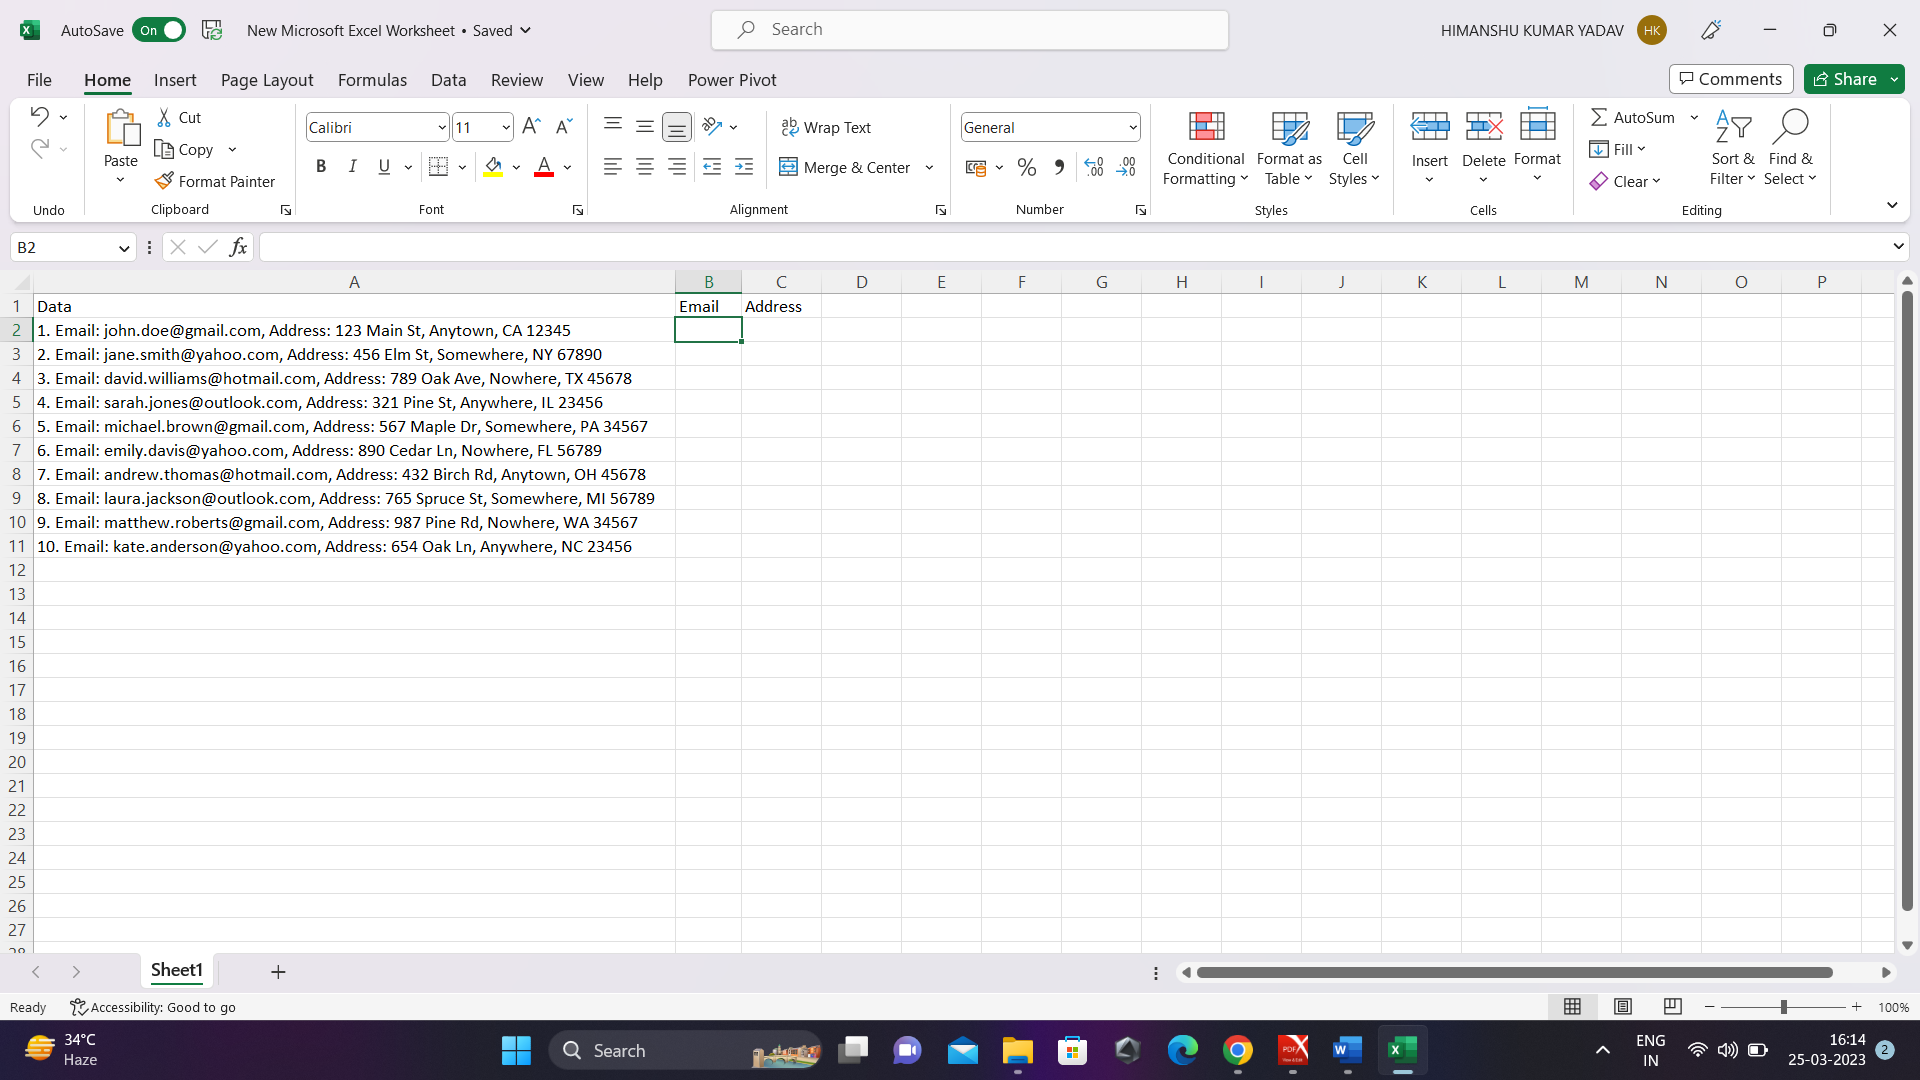 AutoSave On New Microsoft Excel Worksheet • Saved Search HIMANSHU KUMAR YADAV HK
File Home Insert Page Layout Formulas Data Review View Help Power Pivot Comments Share
Paste Cut Copy Format Painter
Calibri 11
B I U A
Wrap Text
Merge & Center
General
Conditional Formatting Format as Table Cell Styles
Insert Delete Format
AutoSum
Fill
Clear
Sort & Filter Find & Select
Undo Clipboard Font Alignment Number Styles Cells Editing
B2 fx
A B C D E F G H I J K L M N O P
1 Data Email Address
2 1. Email: john.doe@gmail.com, Address: 123 Main St, Anytown, CA 12345
3 2. Email: jane.smith@yahoo.com, Address: 456 Elm St, Somewhere, NY 67890
4 3. Email: david.williams@hotmail.com, Address: 789 Oak Ave, Nowhere, TX 45678
5 4. Email: sarah.jones@outlook.com, Address: 321 Pine St, Anywhere, IL 23456
6 5. Email: michael.brown@gmail.com, Address: 567 Maple Dr, Somewhere, PA 34567
7 6. Email: emily.davis@yahoo.com, Address: 890 Cedar Ln, Nowhere, FL 56789
8 7. Email: andrew.thomas@hotmail.com, Address: 432 Birch Rd, Anytown, OH 45678
9 8. Email: laura.jackson@outlook.com, Address: 765 Spruce St, Somewhere, MI 56789
10 9. Email: matthew.roberts@gmail.com, Address: 987 Pine Rd, Nowhere, WA 34567
11 10. Email: kate.anderson@yahoo.com, Address: 654 Oak Ln, Anywhere, NC 23456
12
13
14
15
16
17
18
19
20
21
22
23
24
25
26
27
28
Sheet1
Ready Accessibility: Good to go 100%
34°C
Haze
Search
ENG
IN
16:14
25-03-2023
2